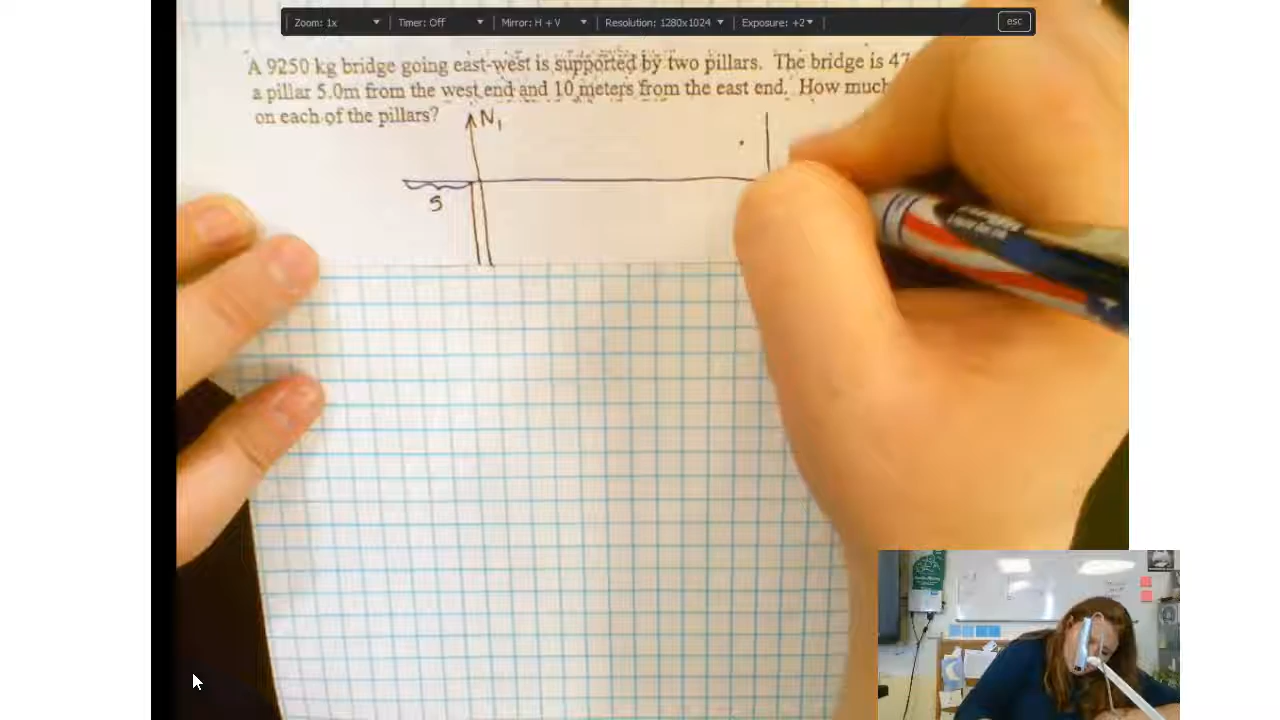 Zoom: 1x Timer: Off Mirror: H + V Resolution: 1280x1024 Exposure: +2 esc
A 9250 kg bridge going east-west is supported by two pillars. The bridge is 47
a pillar 5.0m from the west end and 10 meters from the east end. How much
on each of the pillars?
N1
5